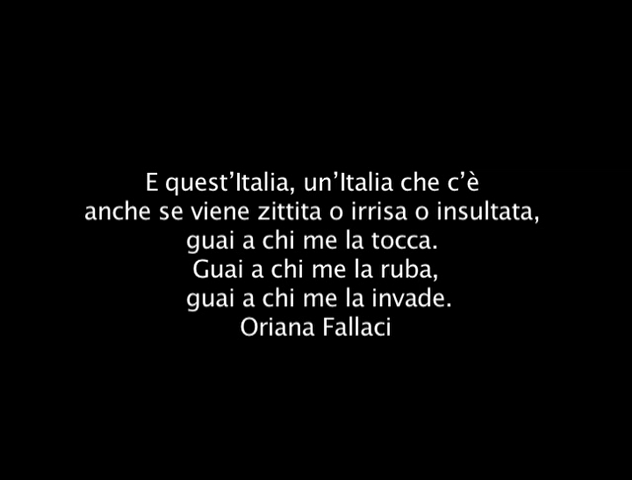 E quest’Italia, un’Italia che c’è
anche se viene zittita o irrisa o insultata,
guai a chi me la tocca.
Guai a chi me la ruba,
guai a chi me la invade.
Oriana Fallaci